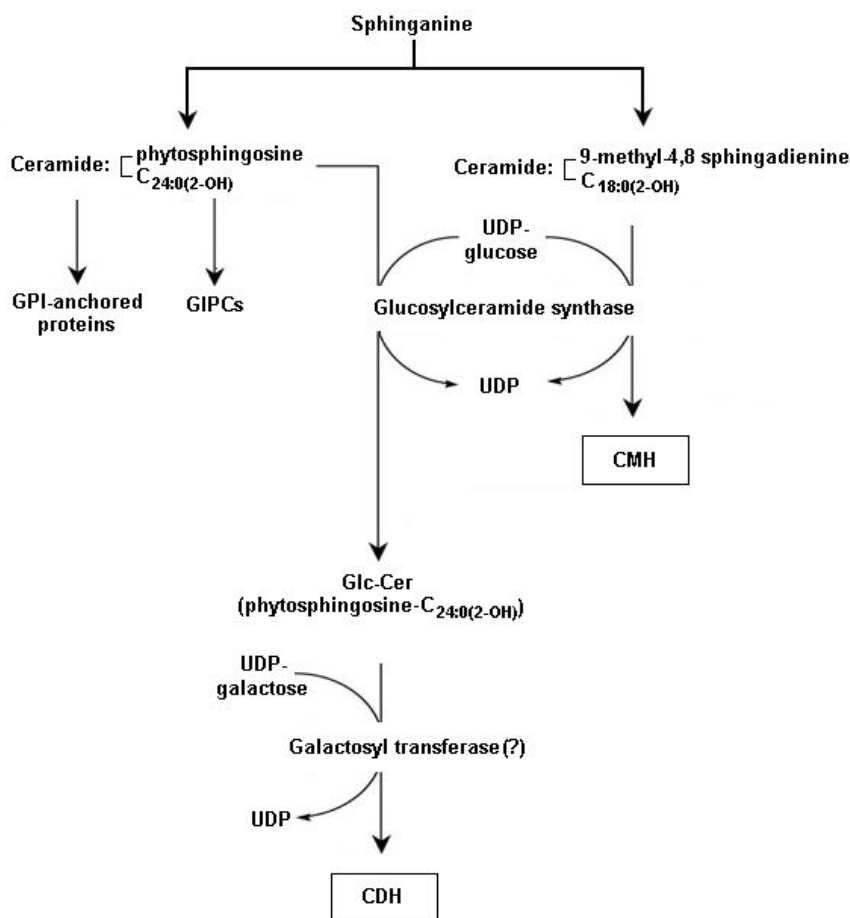 Sphinganine
Ceramide:
phytosphingosine
C24:0(2-OH)
Ceramide:
9-methyl-4,8 sphingadienine
C18:0(2-OH)
GPI-anchored
proteins
GIPCs
UDP-
glucose
Glucosylceramide synthase
UDP
CMH
Glc-Cer
(phytosphingosine-C24:0(2-OH))
UDP-
galactose
Galactosyl transferase(?)
UDP
CDH